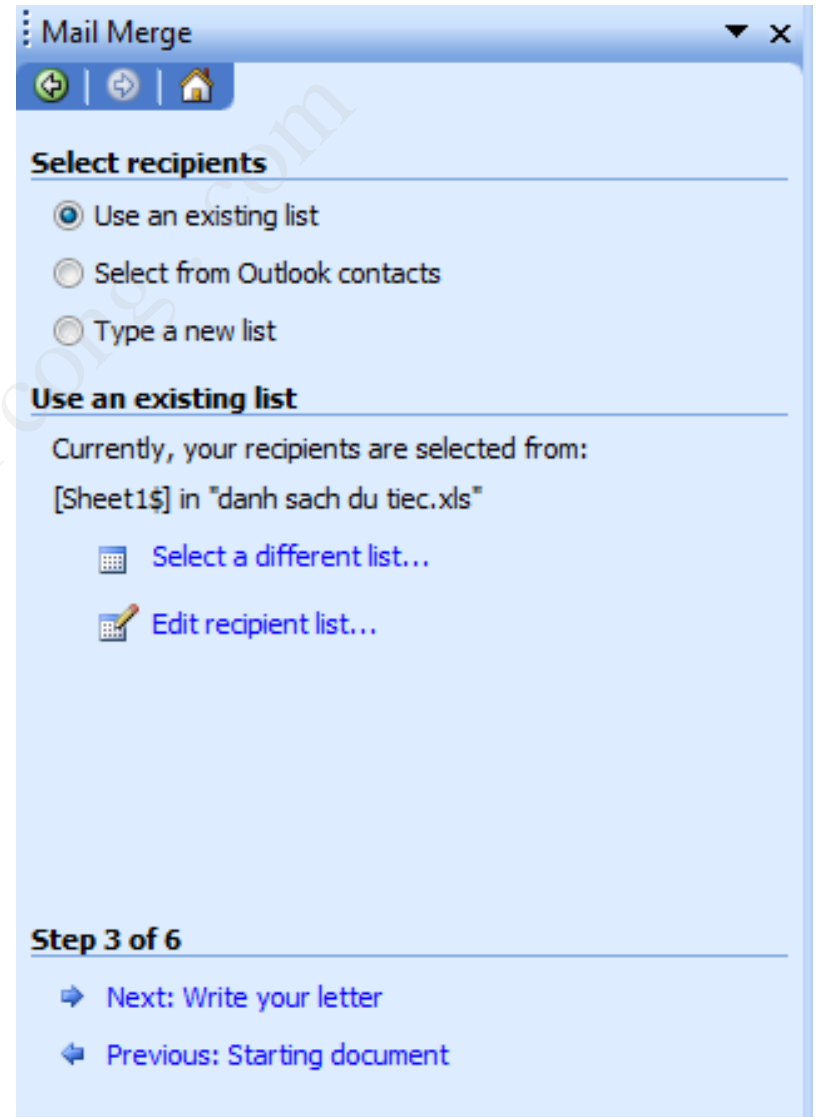 Mail Merge
Select recipients
Use an existing list
Select from Outlook contacts
Type a new list
Use an existing list
Currently, your recipients are selected from:
[Sheet1$] in "danh sach du tiec.xls"
Select a different list...
Edit recipient list...
Step 3 of 6
Next: Write your letter
Previous: Starting document
cong . com